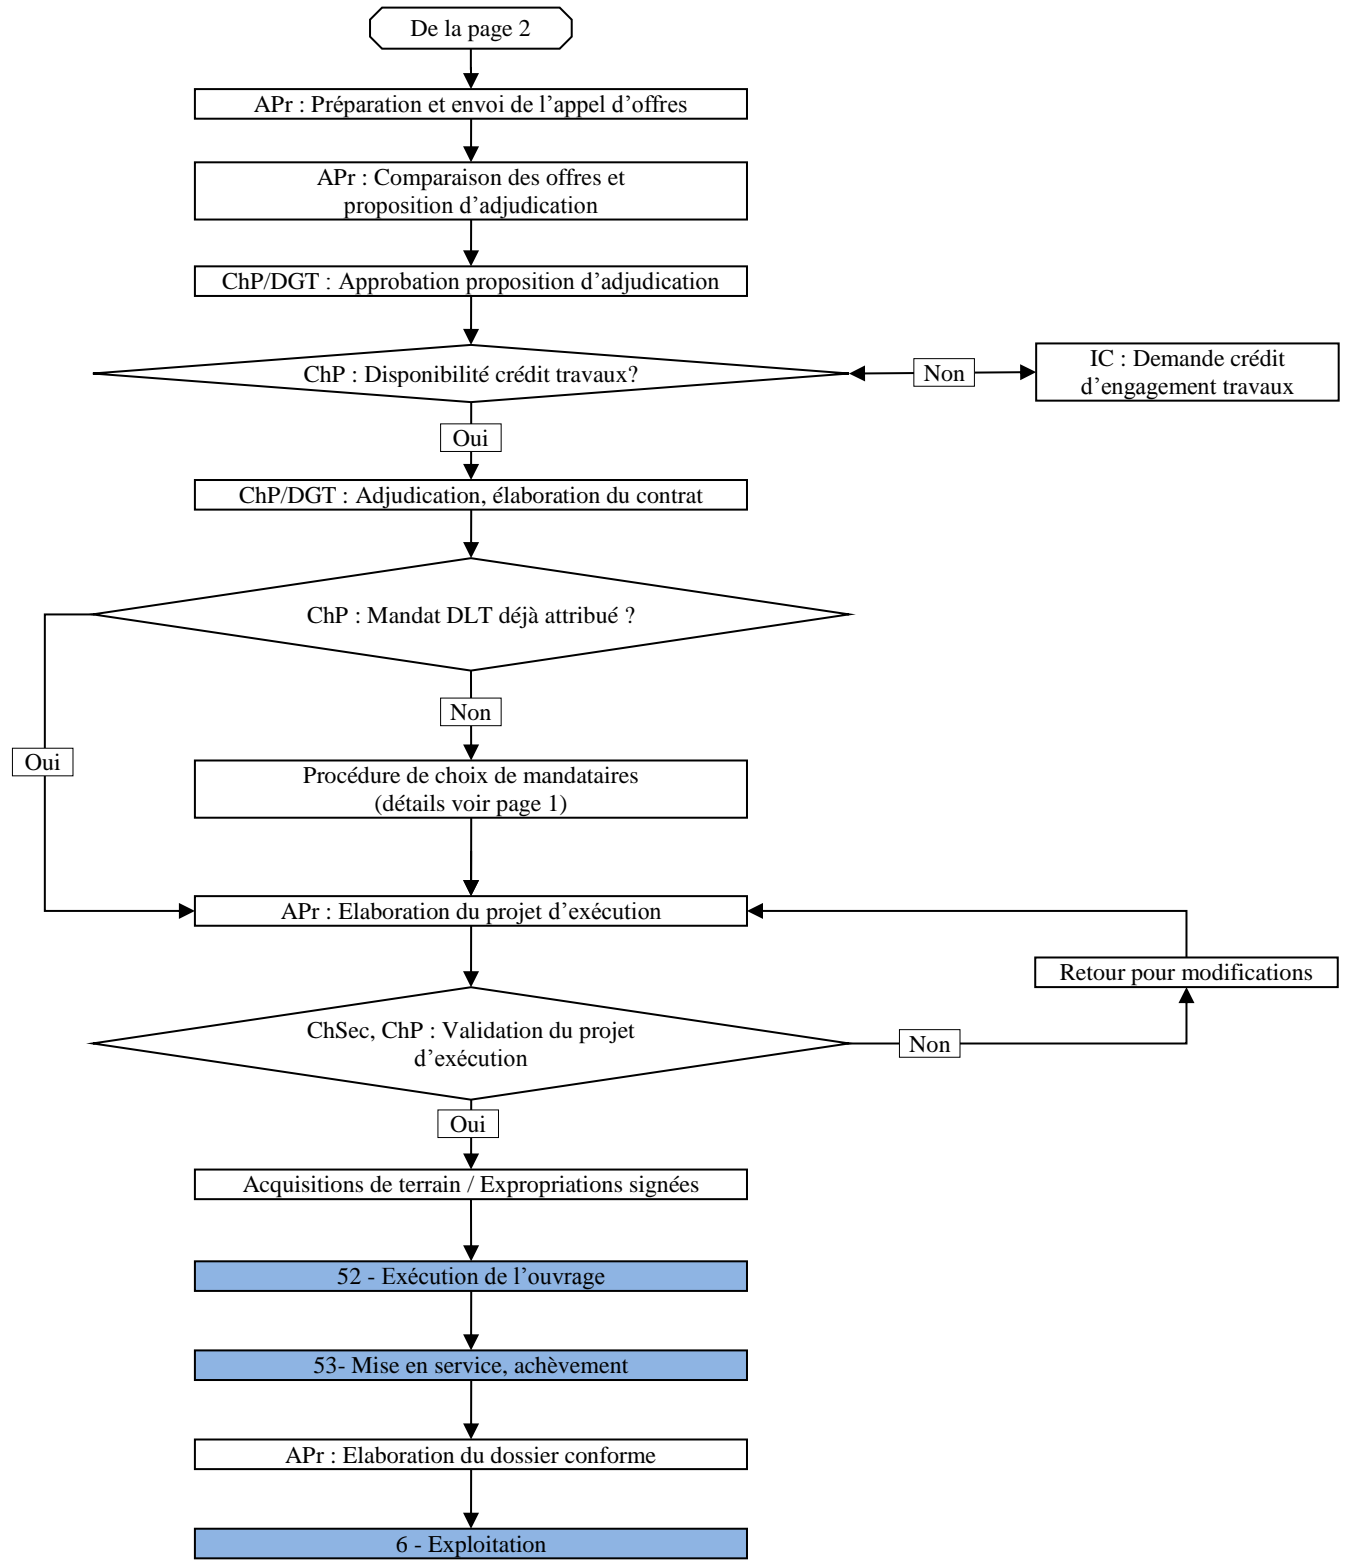 De la page 2
APr : Préparation et envoi de l’appel d’offres
APr : Comparaison des offres et
proposition d’adjudication
ChP/DGT : Approbation proposition d’adjudication
ChP : Disponibilité crédit travaux?
Non
IC : Demande crédit
d’engagement travaux
Oui
ChP/DGT : Adjudication, élaboration du contrat
ChP : Mandat DLT déjà attribué ?
Non
Oui
Procédure de choix de mandataires
(détails voir page 1)
APr : Elaboration du projet d’exécution
Retour pour modifications
ChSec, ChP : Validation du projet
d’exécution
Non
Oui
Acquisitions de terrain / Expropriations signées
52 - Exécution de l’ouvrage
53- Mise en service, achèvement
APr : Elaboration du dossier conforme
6 - Exploitation